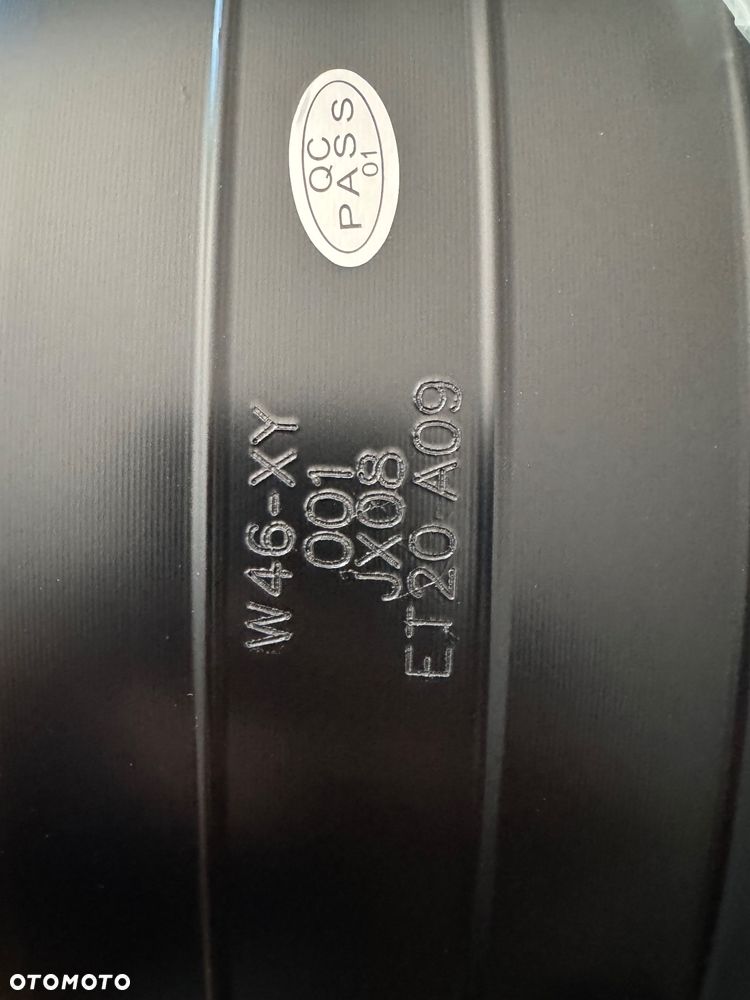 QC
PASS
01
W46-XY
001
JX08
ET20-A09
OTOMOTO